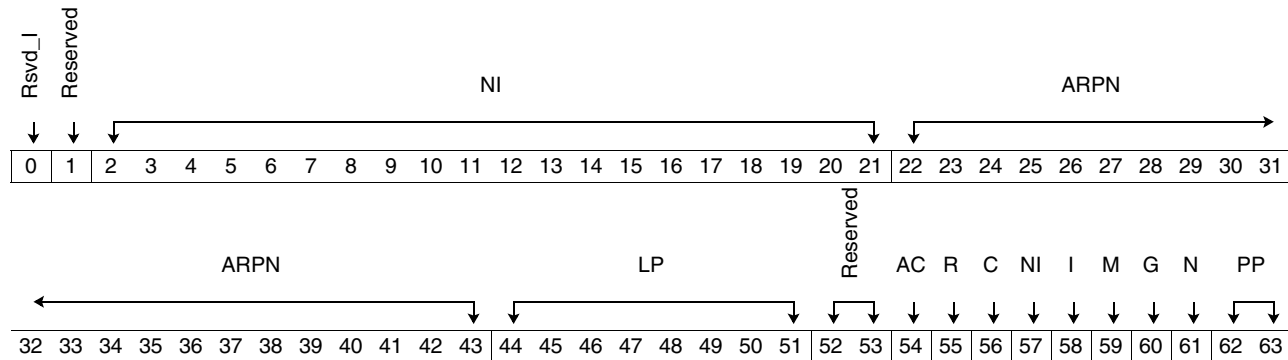 Rsvd_I Reserved NI ARPN
0 1 2 3 4 5 6 7 8 9 10 11 12 13 14 15 16 17 18 19 20 21 22 23 24 25 26 27 28 29 30 31
ARPN LP Reserved AC R C NI I M G N PP
32 33 34 35 36 37 38 39 40 41 42 43 44 45 46 47 48 49 50 51 52 53 54 55 56 57 58 59 60 61 62 63